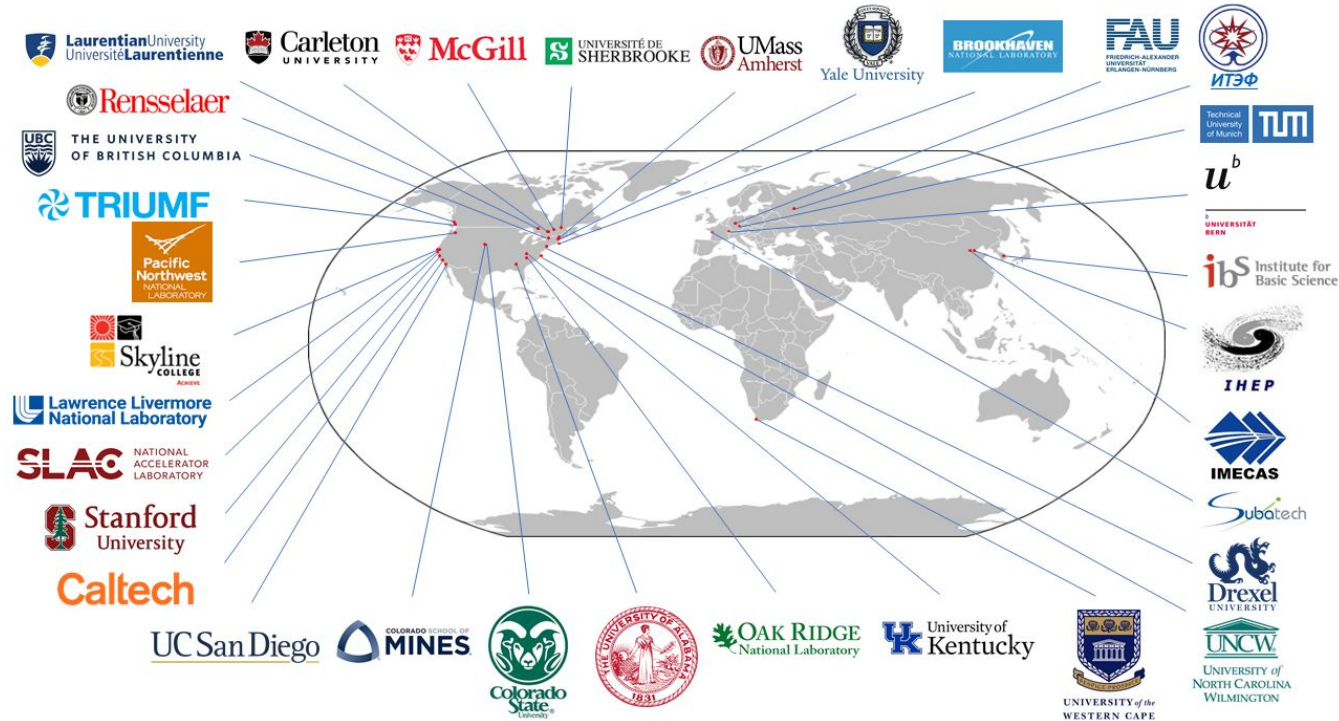 LaurentianUniversity
UniversitéLaurentienne
Carleton
UNIVERSITY
McGill
UNIVERSITÉ DE
SHERBROOKE
UMass
Amherst
Yale University
BROOKHAVEN
NATIONAL LABORATORY
FAU
FRIEDRICH-ALEXANDER
UNIVERSITÄT
ERLANGEN-NÜRNBERG
ИТЭФ
Rensselaer
Technical
University
of Munich
TUM
UBC
THE UNIVERSITY
OF BRITISH COLUMBIA
u^b
b
UNIVERSITÄT
BERN
TRIUMF
Pacific
Northwest
NATIONAL
LABORATORY
ibs Institute for
Basic Science
IHEP
Skyline
COLLEGE
ACHIEVE
Lawrence Livermore
National Laboratory
IMECAS
SLAC
NATIONAL
ACCELERATOR
LABORATORY
Subatech
Stanford
University
Drexel
UNIVERSITY
Caltech
UC San Diego
COLORADO SCHOOL OF
MINES
Colorado
State
University
THE UNIVERSITY OF ALABAMA
1831
OAK RIDGE
National Laboratory
UK
University of
Kentucky
UNIVERSITY of the
WESTERN CAPE
UNCW
UNIVERSITY of
NORTH CAROLINA
WILMINGTON